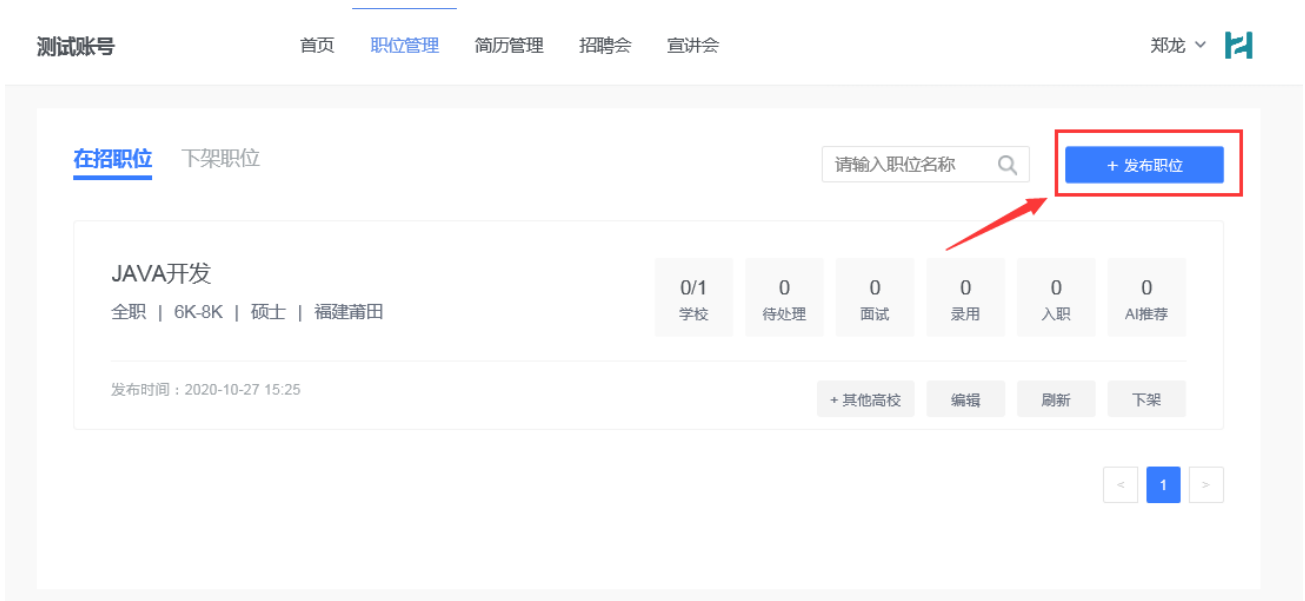 测试账号 首页 职位管理 简历管理 招聘会 宣讲会 郑龙
在招职位 下架职位 请输入职位名称 + 发布职位
JAVA开发
全职 | 6K-8K | 硕士 | 福建莆田
0/1 0 0 0 0 0
学校 待处理 面试 录用 入职 AI推荐
发布时间：2020-10-27 15:25 + 其他高校 编辑 刷新 下架
< 1 >